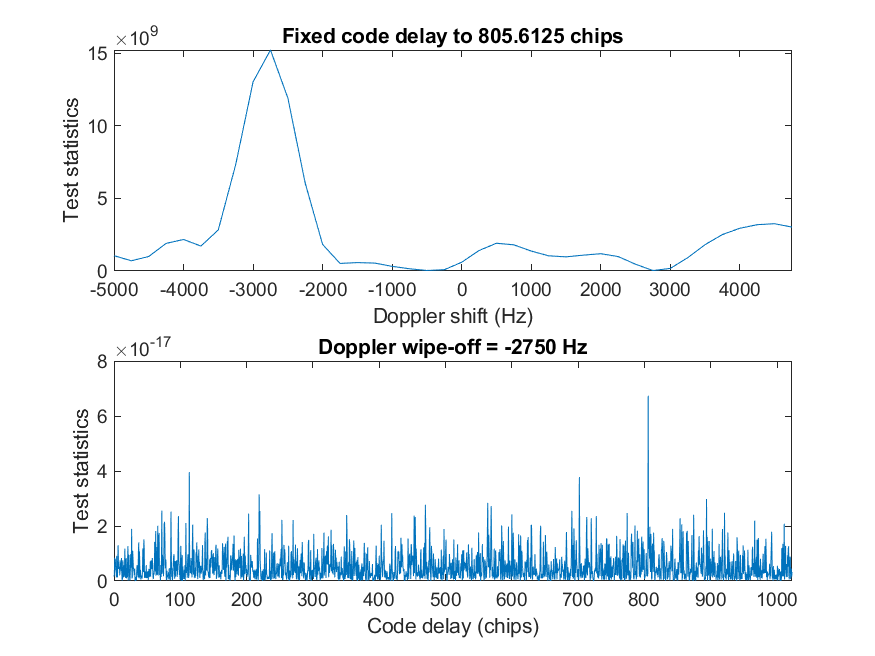 ×10^9
Fixed code delay to 805.6125 chips
15
10
5
0
Test statistics
-5000 -4000 -3000 -2000 -1000 0 1000 2000 3000 4000
Doppler shift (Hz)
×10^-17
Doppler wipe-off = -2750 Hz
8
6
4
2
0
Test statistics
0 100 200 300 400 500 600 700 800 900 1000
Code delay (chips)